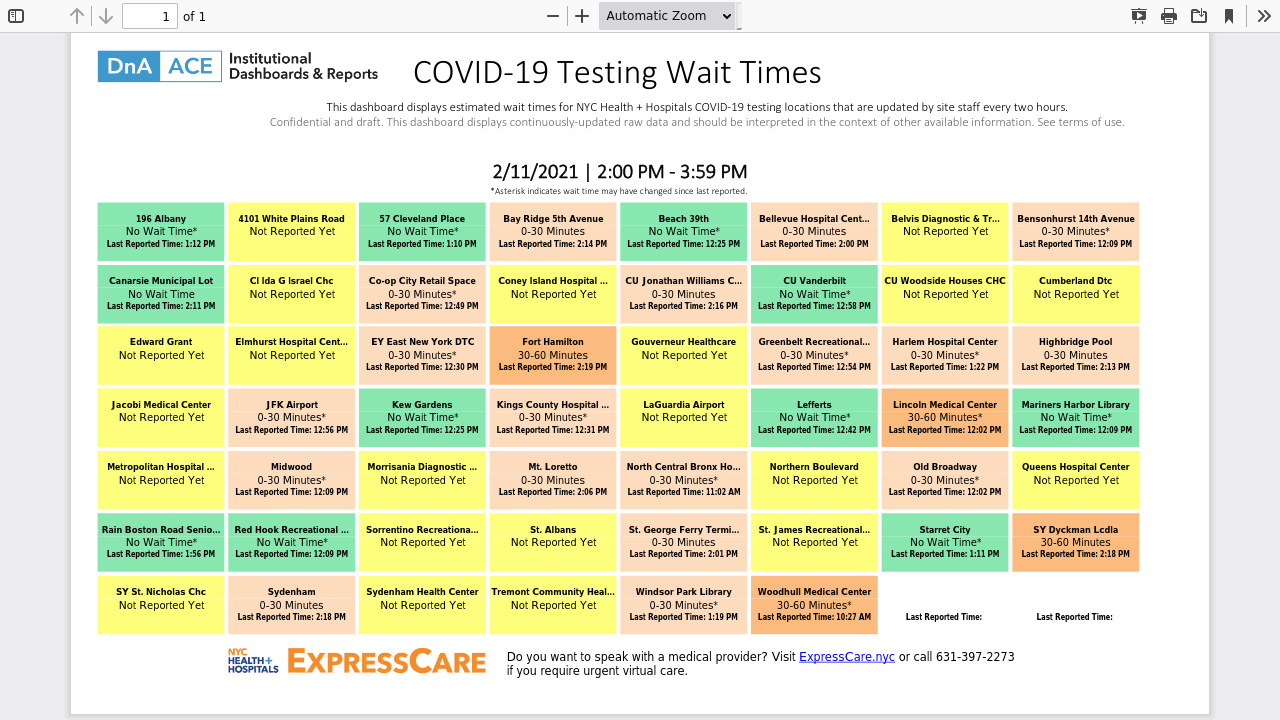 1 of 1
Automatic Zoom
DnA ACE Institutional Dashboards & Reports
COVID-19 Testing Wait Times
This dashboard displays estimated wait times for NYC Health + Hospitals COVID-19 testing locations that are updated by site staff every two hours.
Confidential and draft. This dashboard displays continuously-updated raw data and should be interpreted in the context of other available information. See terms of use.
2/11/2021 | 2:00 PM - 3:59 PM
*Asterisk indicates wait time may have changed since last reported.
196 Albany
No Wait Time*
Last Reported Time: 1:12 PM
4101 White Plains Road
Not Reported Yet
57 Cleveland Place
No Wait Time*
Last Reported Time: 1:10 PM
Bay Ridge 5th Avenue
0-30 Minutes
Last Reported Time: 2:14 PM
Beach 39th
No Wait Time*
Last Reported Time: 12:25 PM
Bellevue Hospital Cent...
0-30 Minutes
Last Reported Time: 2:00 PM
Belvis Diagnostic & Tr...
Not Reported Yet
Bensonhurst 14th Avenue
0-30 Minutes*
Last Reported Time: 12:09 PM
Canarsie Municipal Lot
No Wait Time
Last Reported Time: 2:11 PM
Cl Ida G Israel Chc
Not Reported Yet
Co-op City Retail Space
0-30 Minutes*
Last Reported Time: 12:49 PM
Coney Island Hospital ...
Not Reported Yet
CU Jonathan Williams C...
0-30 Minutes
Last Reported Time: 2:16 PM
CU Vanderbilt
No Wait Time*
Last Reported Time: 12:58 PM
CU Woodside Houses CHC
Not Reported Yet
Cumberland Dtc
Not Reported Yet
Edward Grant
Not Reported Yet
Elmhurst Hospital Cent...
Not Reported Yet
EY East New York DTC
0-30 Minutes*
Last Reported Time: 12:30 PM
Fort Hamilton
30-60 Minutes
Last Reported Time: 2:19 PM
Gouverneur Healthcare
Not Reported Yet
Greenbelt Recreational...
0-30 Minutes*
Last Reported Time: 12:54 PM
Harlem Hospital Center
0-30 Minutes*
Last Reported Time: 1:22 PM
Highbridge Pool
0-30 Minutes
Last Reported Time: 2:13 PM
Jacobi Medical Center
Not Reported Yet
JFK Airport
0-30 Minutes*
Last Reported Time: 12:56 PM
Kew Gardens
No Wait Time*
Last Reported Time: 12:25 PM
Kings County Hospital ...
0-30 Minutes*
Last Reported Time: 12:31 PM
LaGuardia Airport
Not Reported Yet
Lefferts
No Wait Time*
Last Reported Time: 12:42 PM
Lincoln Medical Center
30-60 Minutes*
Last Reported Time: 12:02 PM
Mariners Harbor Library
No Wait Time*
Last Reported Time: 12:09 PM
Metropolitan Hospital ...
Not Reported Yet
Midwood
0-30 Minutes*
Last Reported Time: 12:09 PM
Morrisania Diagnostic ...
Not Reported Yet
Mt. Loretto
0-30 Minutes
Last Reported Time: 2:06 PM
North Central Bronx Ho...
0-30 Minutes*
Last Reported Time: 11:02 AM
Northern Boulevard
Not Reported Yet
Old Broadway
0-30 Minutes*
Last Reported Time: 12:02 PM
Queens Hospital Center
Not Reported Yet
Rain Boston Road Senio...
No Wait Time*
Last Reported Time: 1:56 PM
Red Hook Recreational ...
No Wait Time*
Last Reported Time: 12:09 PM
Sorrentino Recreationa...
Not Reported Yet
St. Albans
Not Reported Yet
St. George Ferry Termi...
0-30 Minutes
Last Reported Time: 2:01 PM
St. James Recreational...
Not Reported Yet
Starret City
No Wait Time*
Last Reported Time: 1:11 PM
SY Dyckman Lcdla
30-60 Minutes
Last Reported Time: 2:18 PM
SY St. Nicholas Chc
Not Reported Yet
Sydenham
0-30 Minutes
Last Reported Time: 2:18 PM
Sydenham Health Center
Not Reported Yet
Tremont Community Heal...
Not Reported Yet
Windsor Park Library
0-30 Minutes*
Last Reported Time: 1:19 PM
Woodhull Medical Center
30-60 Minutes*
Last Reported Time: 10:27 AM
Last Reported Time:
Last Reported Time:
NYC
HEALTH+
HOSPITALS
EXPRESSCARE
Do you want to speak with a medical provider? Visit ExpressCare.nyc or call 631-397-2273
if you require urgent virtual care.